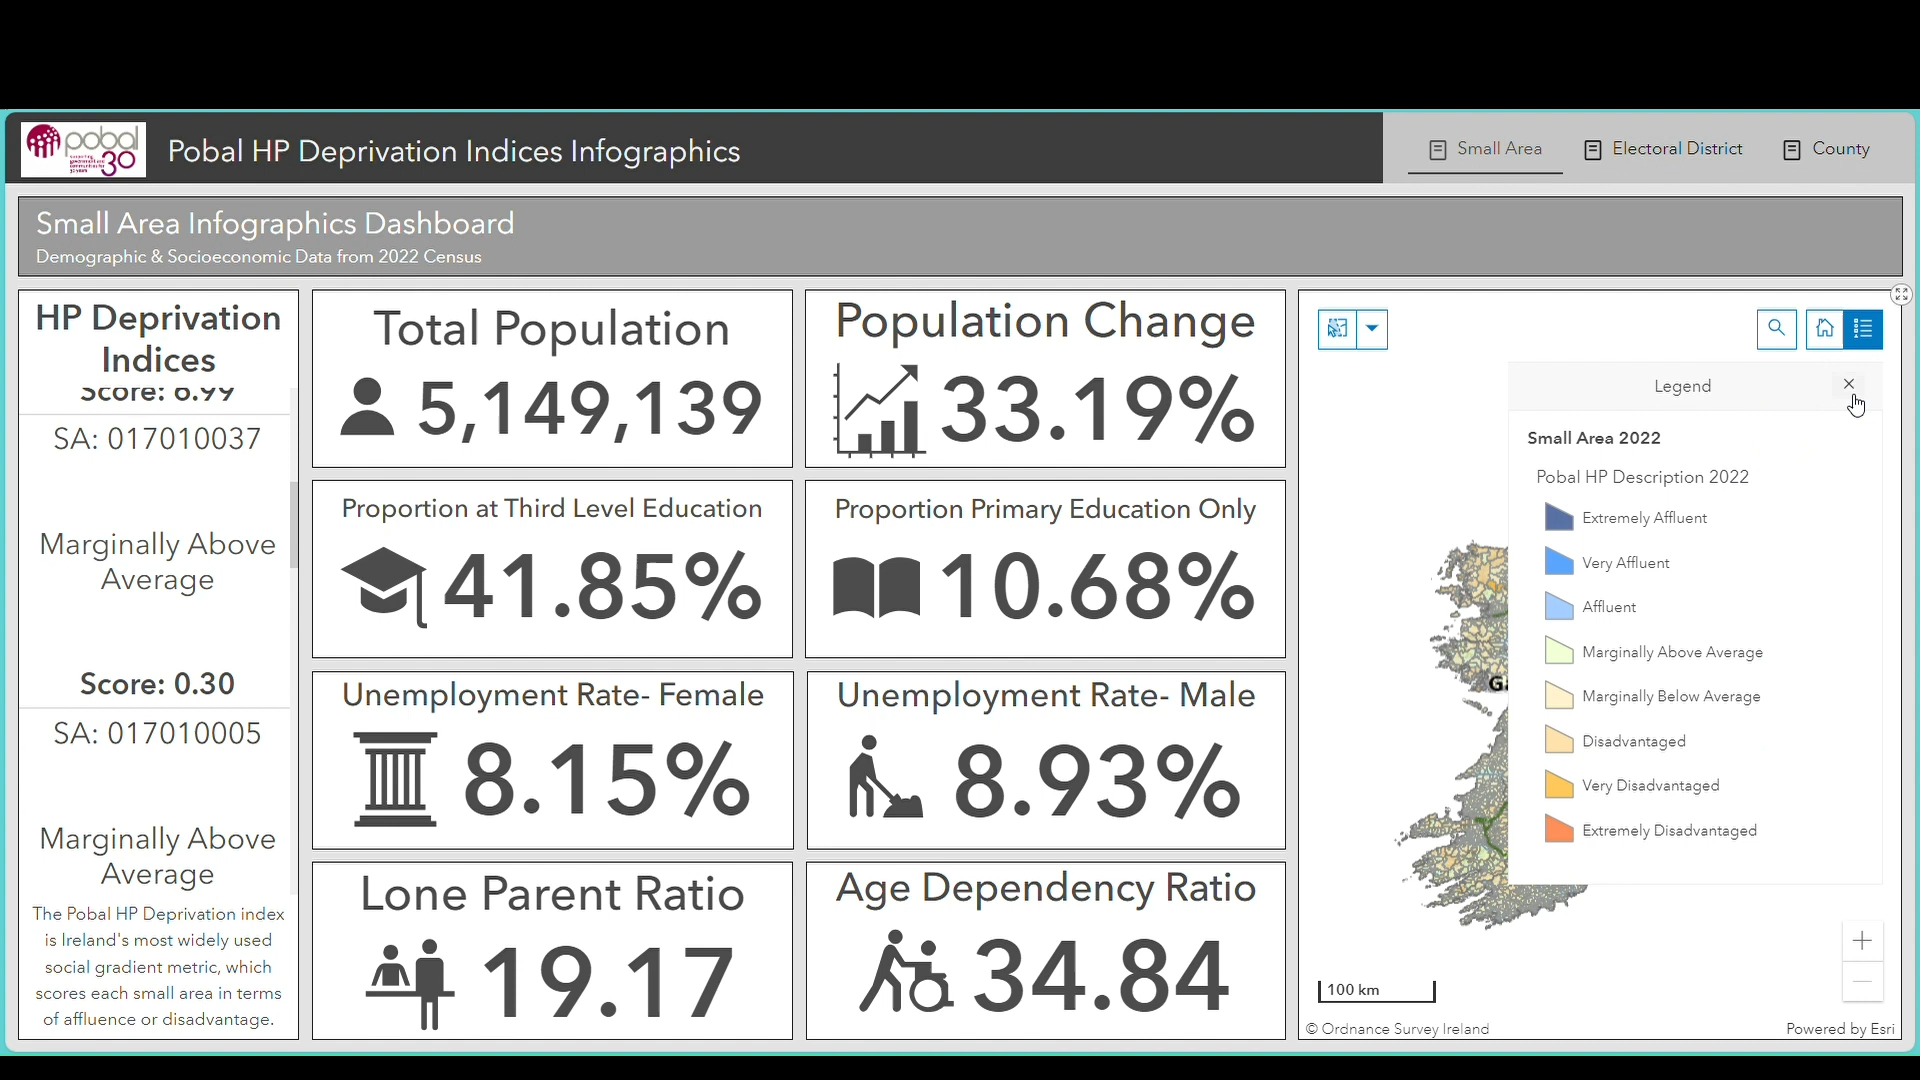 pobal
30
Pobal HP Deprivation Indices Infographics
Small Area
Electoral District
County
Small Area Infographics Dashboard
Demographic & Socioeconomic Data from 2022 Census
HP Deprivation
Indices
Score: 6.99
SA: 017010037
Marginally Above
Average
Score: 0.30
SA: 017010005
Marginally Above
Average
The Pobal HP Deprivation index
is Ireland's most widely used
social gradient metric, which
scores each small area in terms
of affluence or disadvantage.
Total Population
5,149,139
Population Change
33.19%
Proportion at Third Level Education
41.85%
Proportion Primary Education Only
10.68%
Unemployment Rate- Female
8.15%
Unemployment Rate- Male
8.93%
Lone Parent Ratio
19.17
Age Dependency Ratio
34.84
Legend
Small Area 2022
Pobal HP Description 2022
Extremely Affluent
Very Affluent
Affluent
Marginally Above Average
Marginally Below Average
Disadvantaged
Very Disadvantaged
Extremely Disadvantaged
100 km
© Ordnance Survey Ireland
Powered by Esri